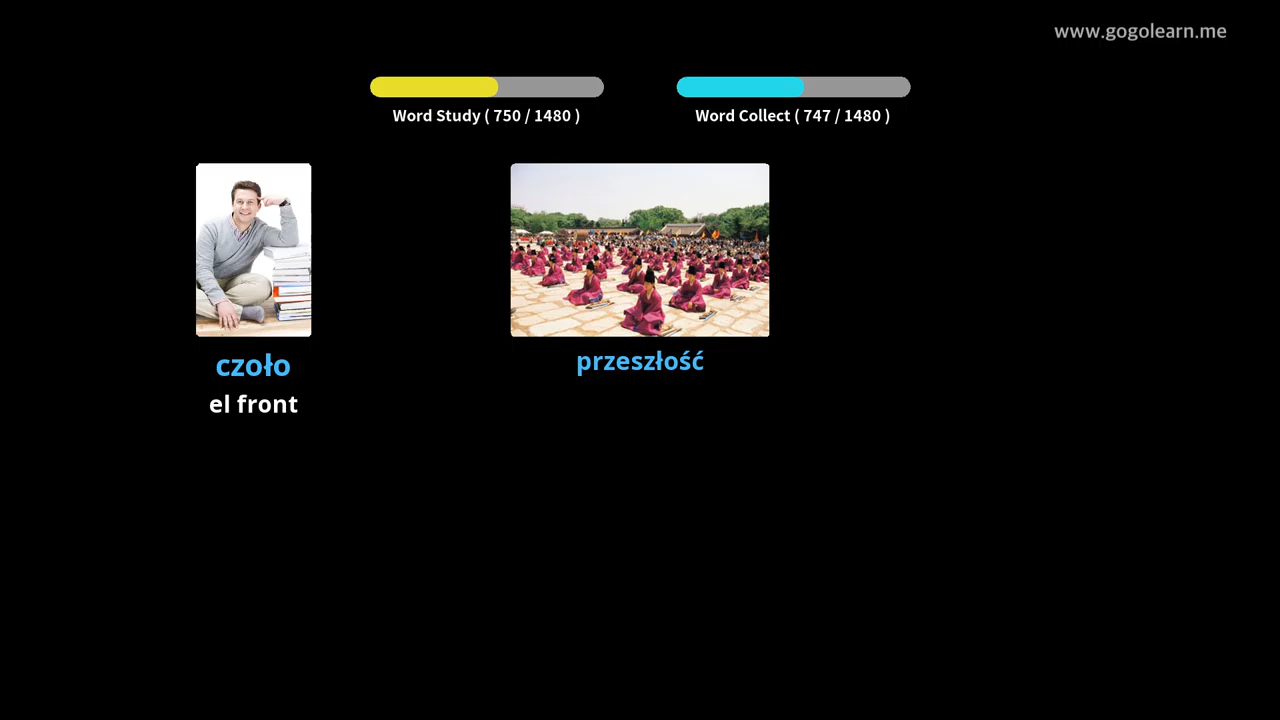 www.gogolearn.me
Word Study ( 750 / 1480 )
Word Collect ( 747 / 1480 )
czoło
el front
przeszłość